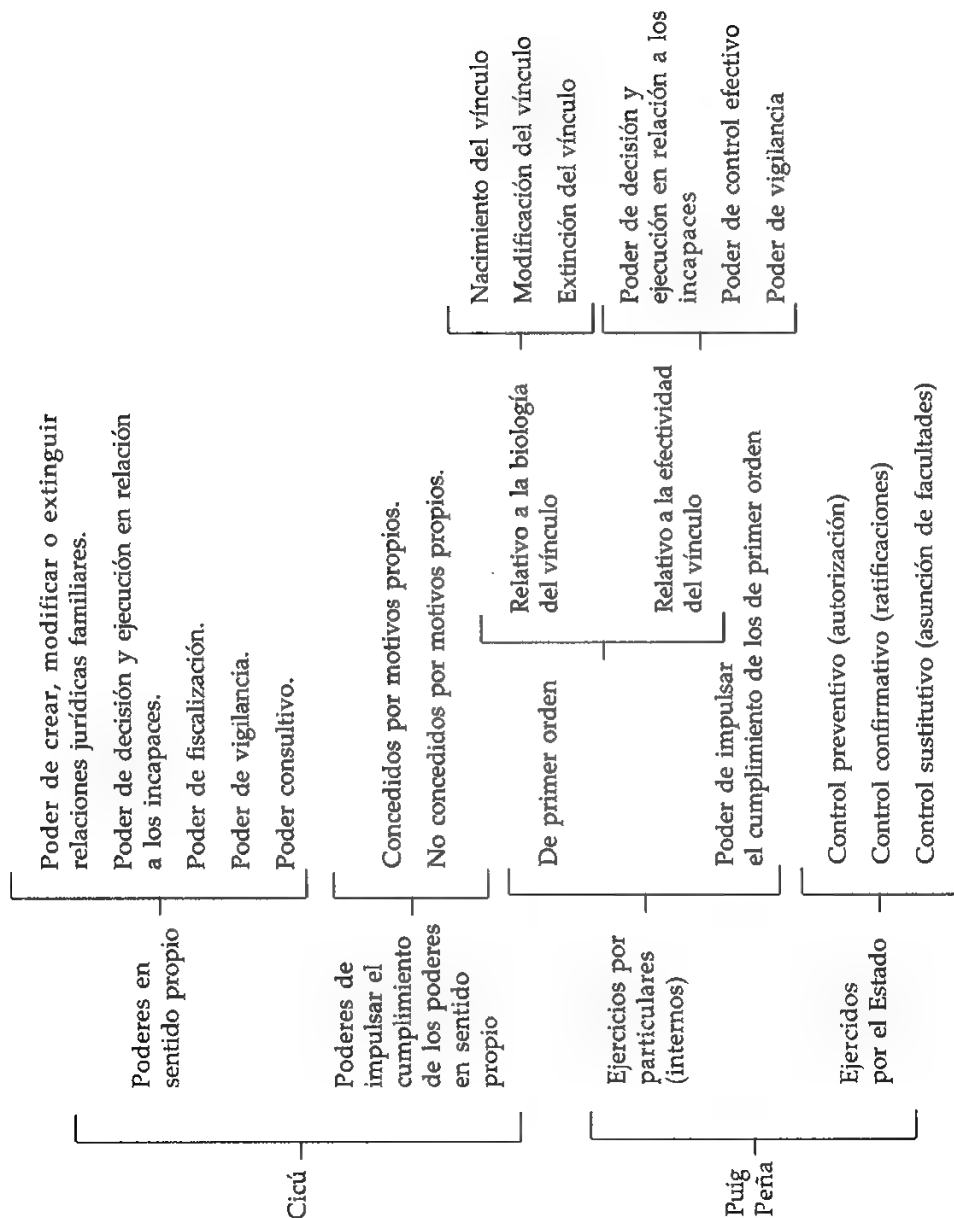 Cicú
Poderes en
sentido propio
Poder de crear, modificar o extinguir
relaciones jurídicas familiares.
Poder de decisión y ejecución en relación
a los incapaces.
Poder de fiscalización.
Poder de vigilancia.
Poder consultivo.
Poderes de
impulsar el
cumplimiento
de los poderes
en sentido
propio
Concedidos por motivos propios.
No concedidos por motivos propios.
Puig
Peña
Ejercicios por
particulares
(internos)
De primer orden
Relativo a la biología
del vínculo
Nacimiento del vínculo
Modificación del vínculo
Extinción del vínculo
Relativo a la efectividad
del vínculo
Poder de decisión y
ejecución en relación a los
incapaces
Poder de control efectivo
Poder de vigilancia
Poder de impulsar
el cumplimiento de los de primer orden
Ejercidos
por el Estado
Control preventivo (autorización)
Control confirmativo (ratificaciones)
Control sustitutivo (asunción de facultades)